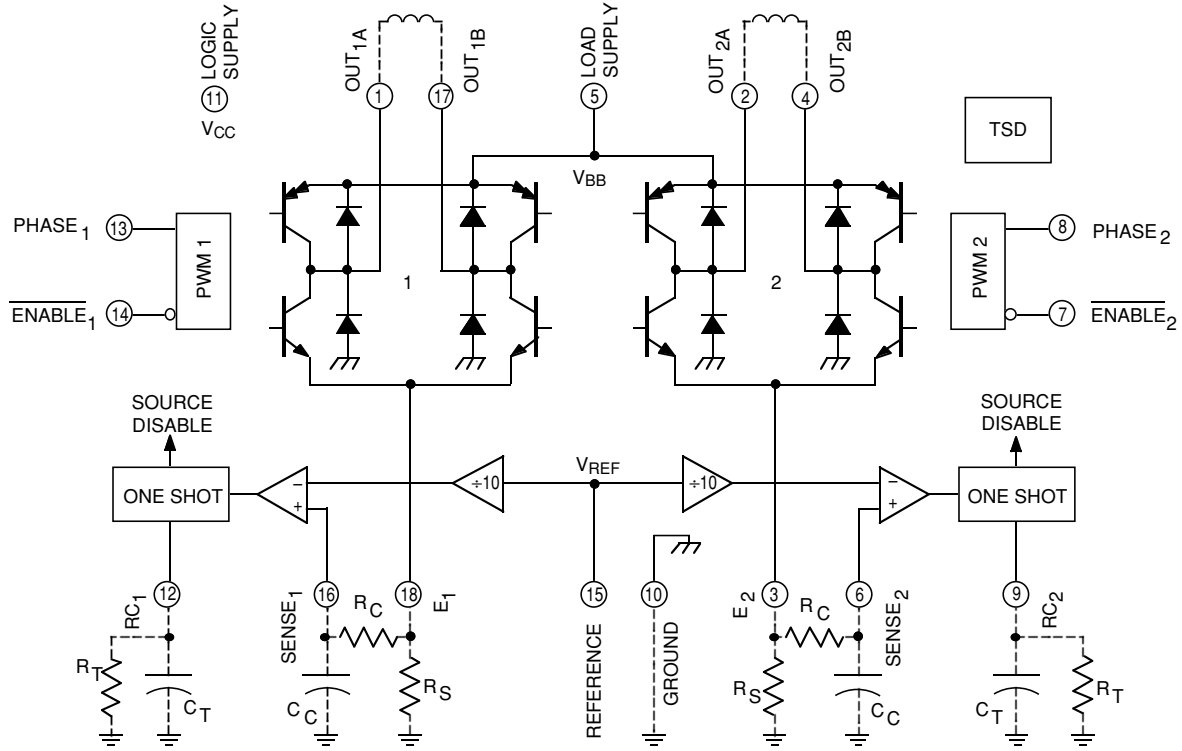 LOGIC
SUPPLY
11
VCC
OUT1A
OUT1B
1
17
LOAD
SUPPLY
5
VBB
OUT2A
OUT2B
2
4
TSD
PHASE1
13
ENABLE1
14
PWM 1
1
2
PWM 2
8
PHASE2
7
ENABLE2
SOURCE
DISABLE
ONE SHOT
−
+
÷10
VREF
÷10
−
+
SOURCE
DISABLE
ONE SHOT
12
RC1
16
SENSE1
18
E1
RC
15
REFERENCE
10
GROUND
3
E2
RC
6
SENSE2
9
RC2
RT
CT
CC
RS
RS
CC
CT
RT